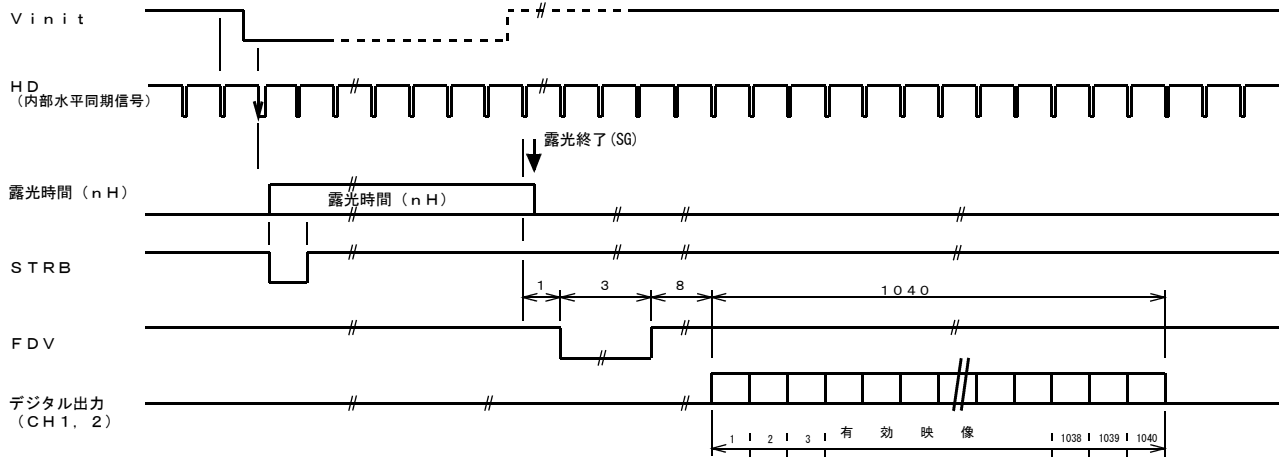 Ｖｉｎｉｔ
ＨＤ
（内部水平同期信号）
露光終了(SG)
露光時間（ｎＨ）
露光時間（ｎＨ）
ＳＴＲＢ
１ ３ ８ １０４０
ＦＤＶ
デジタル出力
（ＣＨ１，２）
1 2 3 有効映像 1038 1039 1040